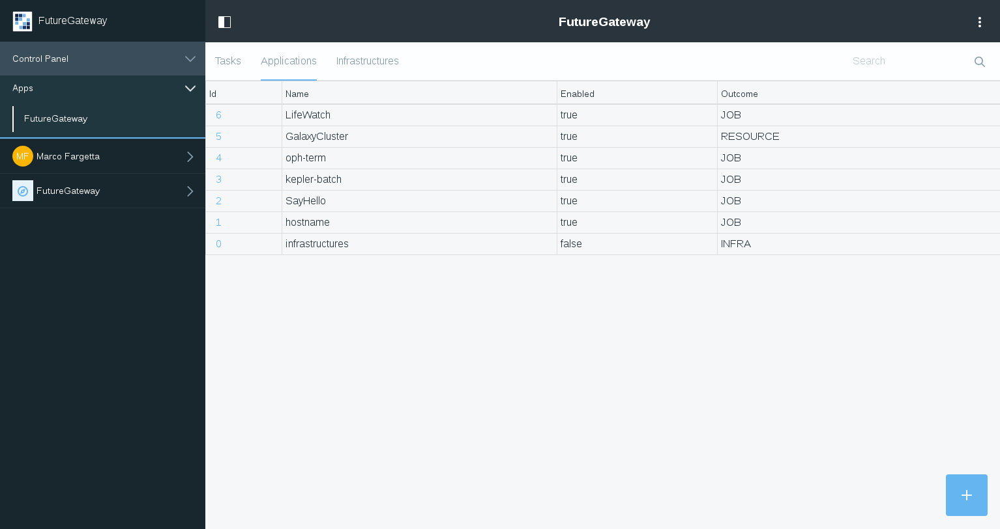 FutureGateway
FutureGateway
Control Panel
Apps
FutureGateway
MF Marco Fargetta
FutureGateway
Tasks Applications Infrastructures Search
Id Name Enabled Outcome
6 LifeWatch true JOB
5 GalaxyCluster true RESOURCE
4 oph-term true JOB
3 kepler-batch true JOB
2 SayHello true JOB
1 hostname true JOB
0 infrastructures false INFRA